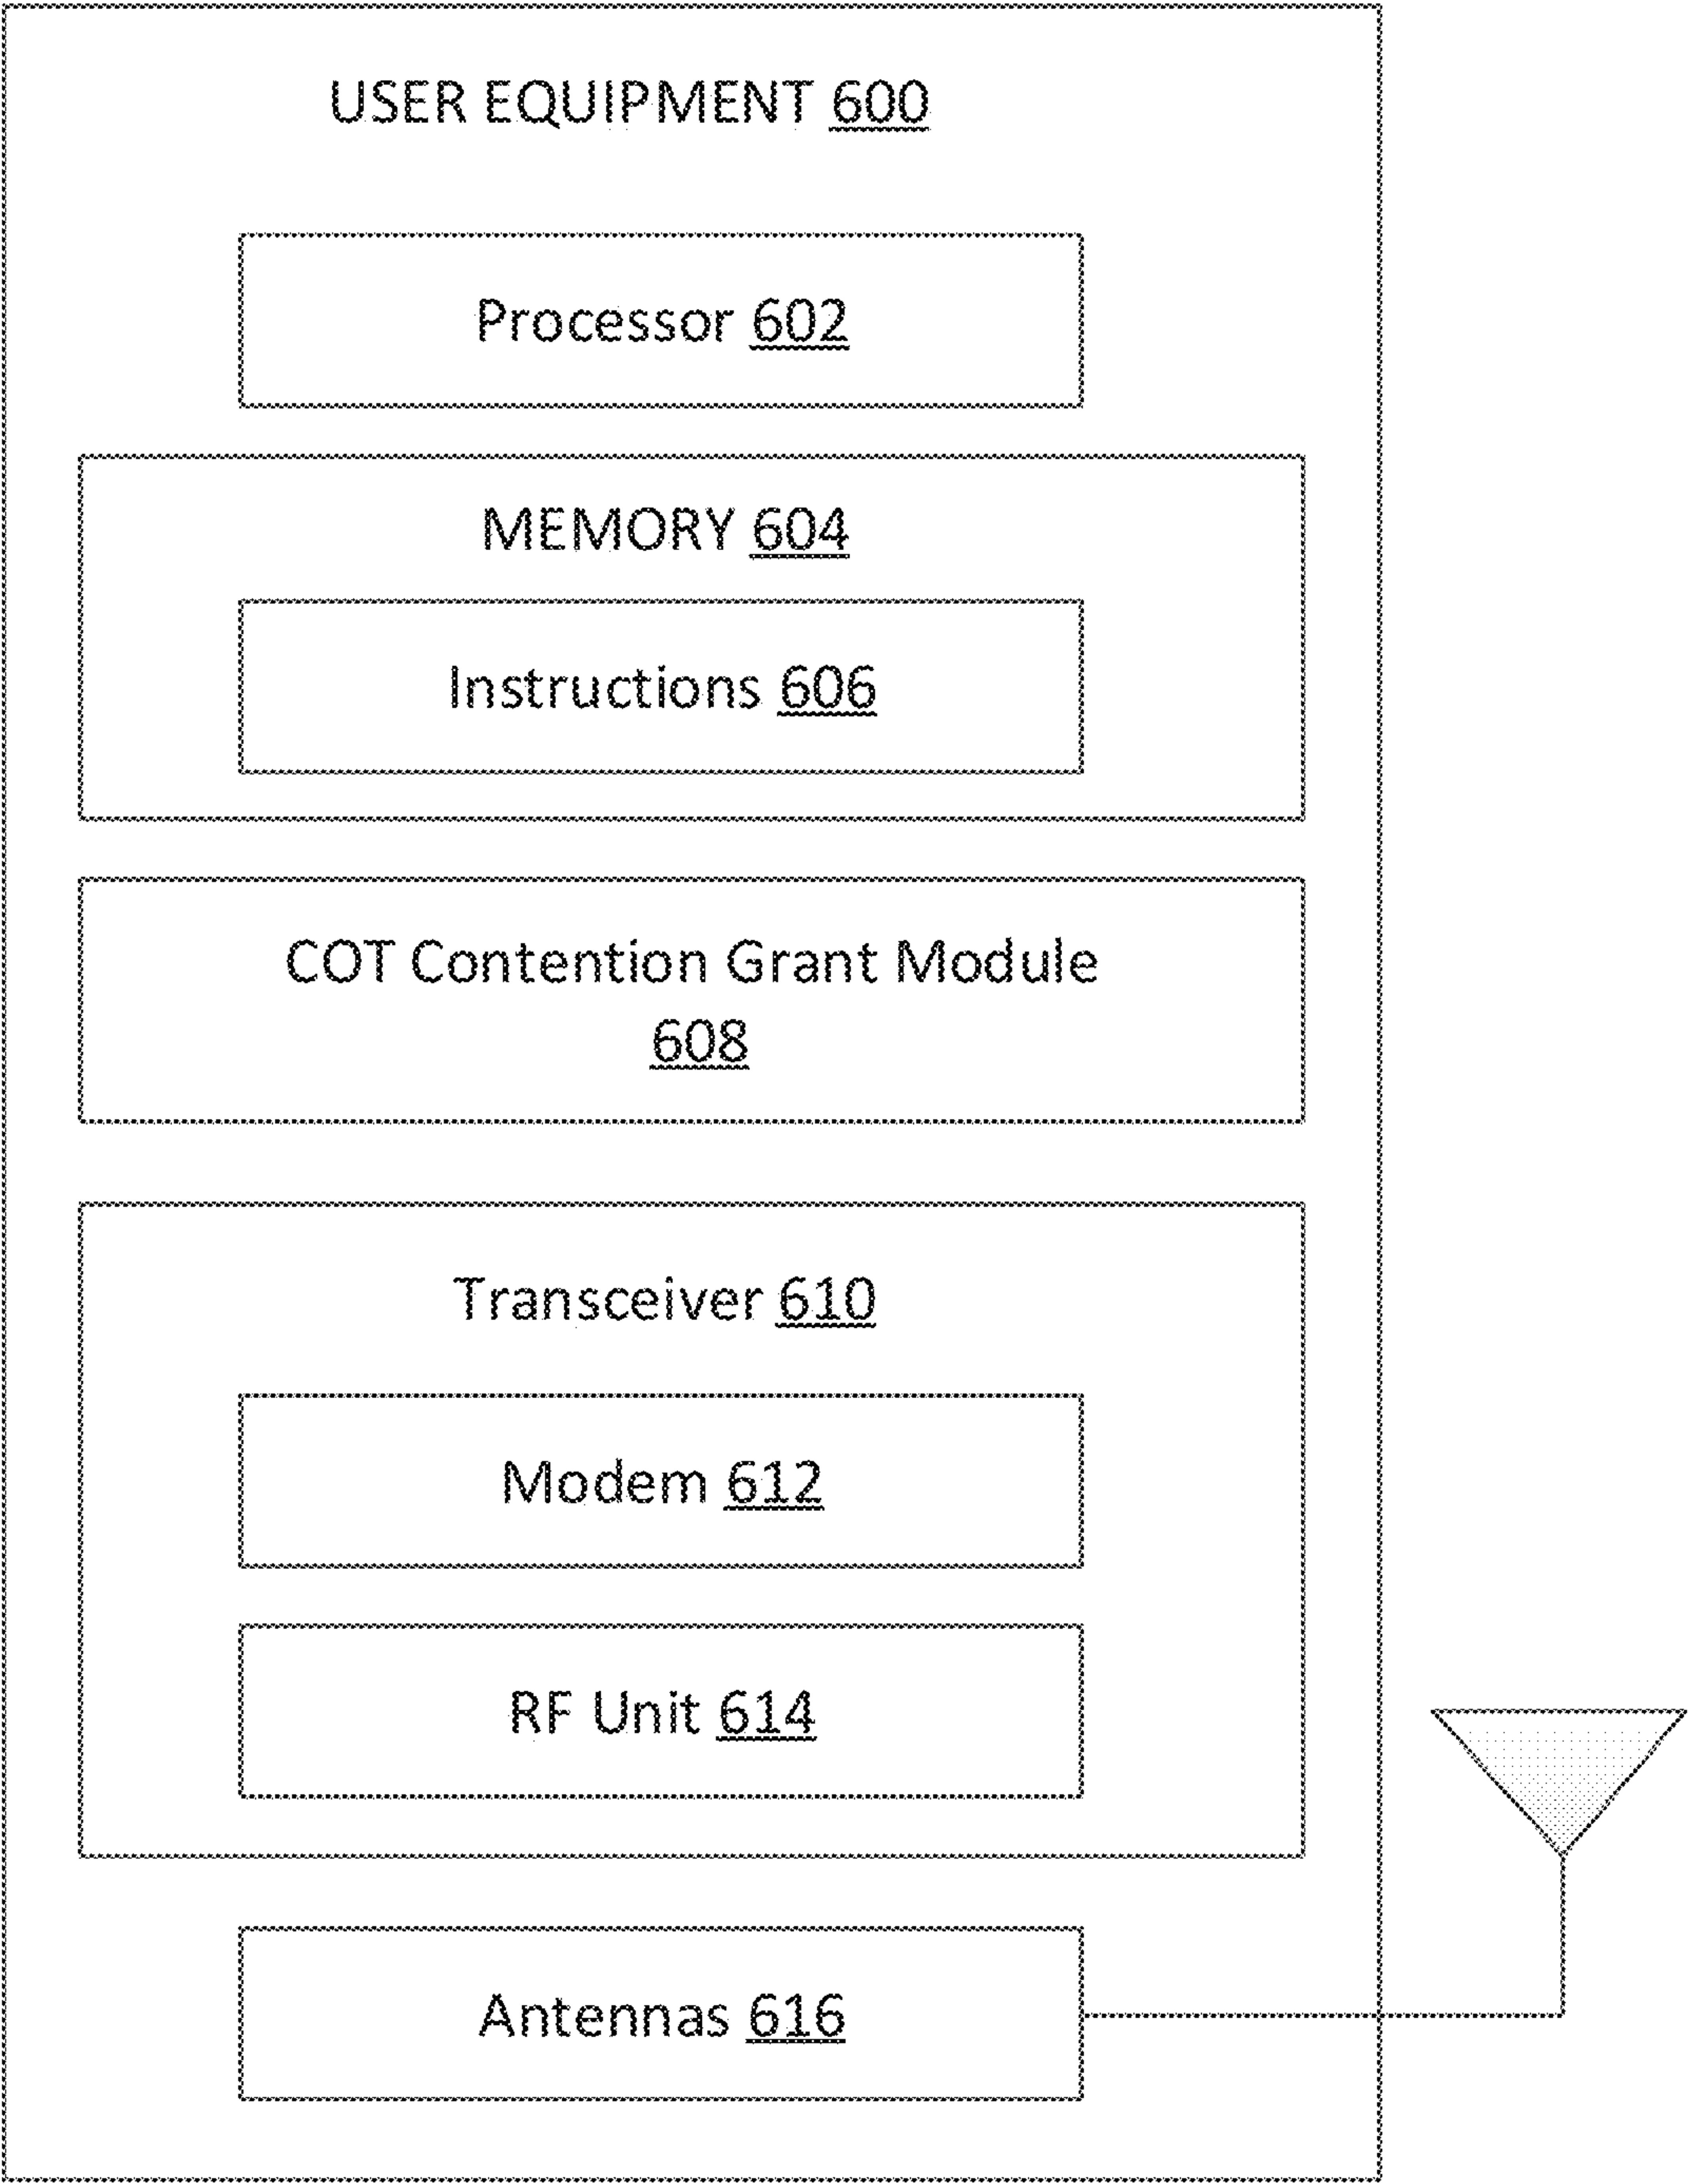 USER EQUIPMENT 600
Processor 602
MEMORY 604
Instructions 606
COT Contention Grant Module
608
Transceiver 610
Modem 612
RF Unit 614
Antennas 616